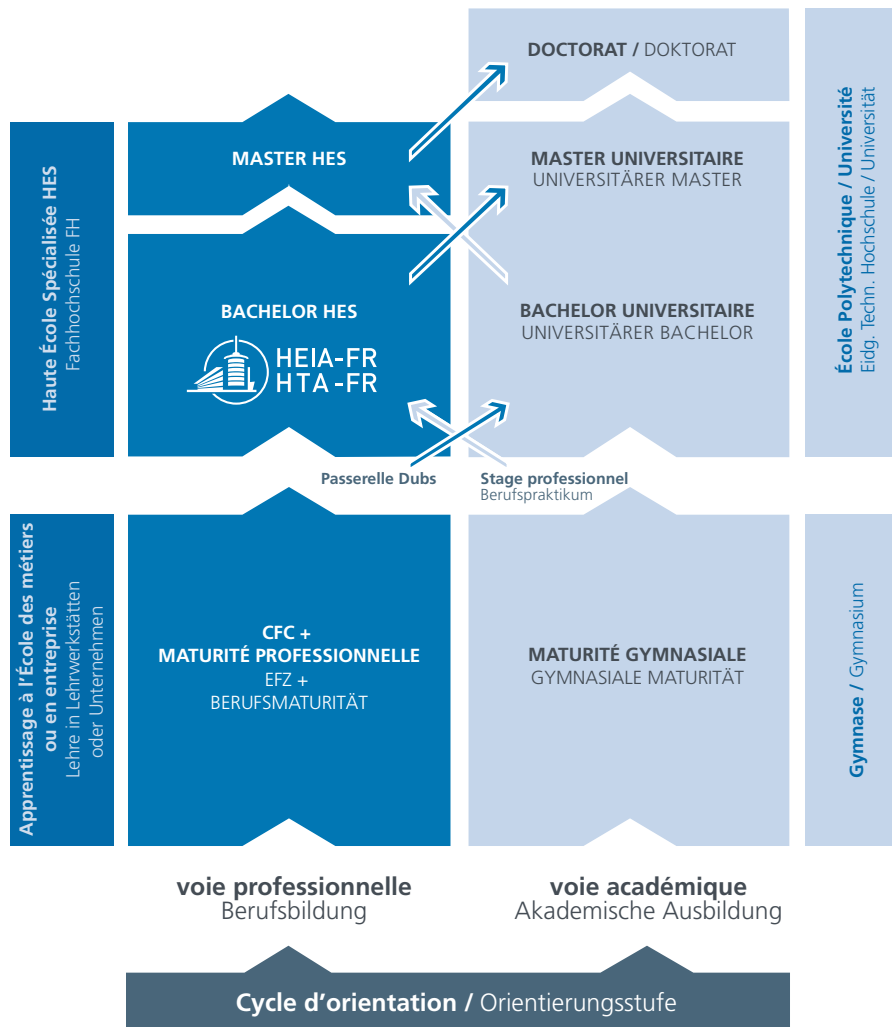 DOCTORAT / DOKTORAT
MASTER HES
MASTER UNIVERSITAIRE
UNIVERSITÄRER MASTER
Haute École Spécialisée HES
Fachhochschule FH
École Polytechnique / Université
Eidg. Techn. Hochschule / Universität
BACHELOR HES
HEIA-FR
HTA-FR
BACHELOR UNIVERSITAIRE
UNIVERSITÄRER BACHELOR
Passerelle Dubs
Stage professionnel
Berufspraktikum
Apprentissage à l'École des métiers
ou en entreprise
Lehre in Lehrwerkstätten
oder Unternehmen
CFC +
MATURITÉ PROFESSIONNELLE
EFZ +
BERUFSMATURITÄT
MATURITÉ GYMNASIALE
GYMNASIALE MATURITÄT
Gymnase / Gymnasium
voie professionnelle
Berufsbildung
voie académique
Akademische Ausbildung
Cycle d'orientation / Orientierungsstufe